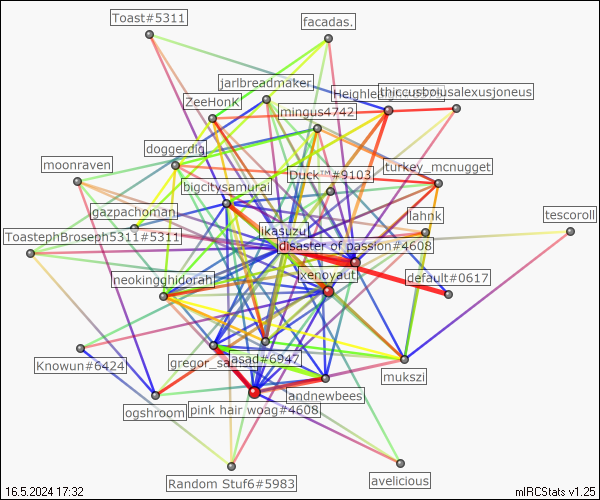 Toast#5311
facadas.
jarlbreadmaker
thiccusboiusalexusjoneus
ZeeHonk
mingus4742
doggerdig
moonraven
Duck™#9103
turkey_mcnugget
bigcitysamurai
gazpachoman
lahnk
tescoroll
ToastephBroseph5311#5311
ikasuzu
disaster of passion#4608
neokingghidorah
xenoyaut
default#0617
Knowun#6424
asad#6947
mukszi
andnewbees
ogshroom
pink hair woag#4608
Random Stuf6#5983
avelicious
16.5.2024 17:32
mIRCStats v1.25